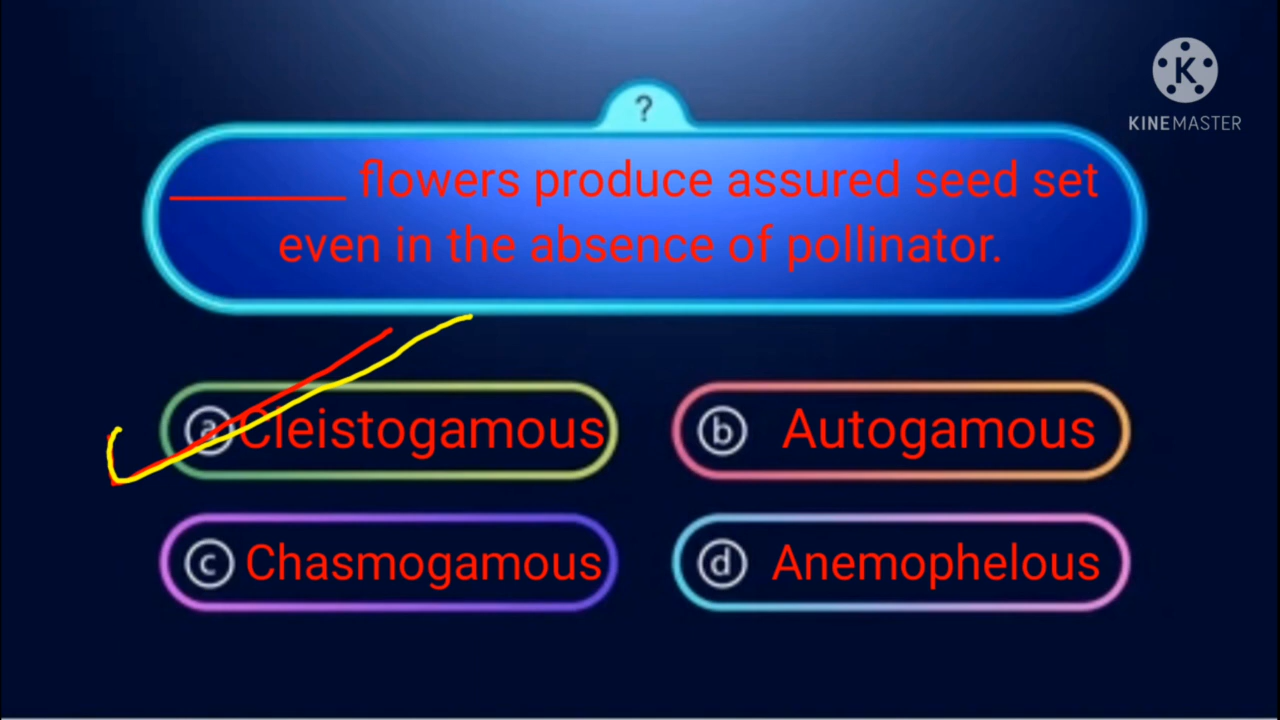 ?
KINEMASTER
________ flowers produce assured seed set
even in the absence of pollinator.
a Cleistogamous
b Autogamous
c Chasmogamous
d Anemophelous